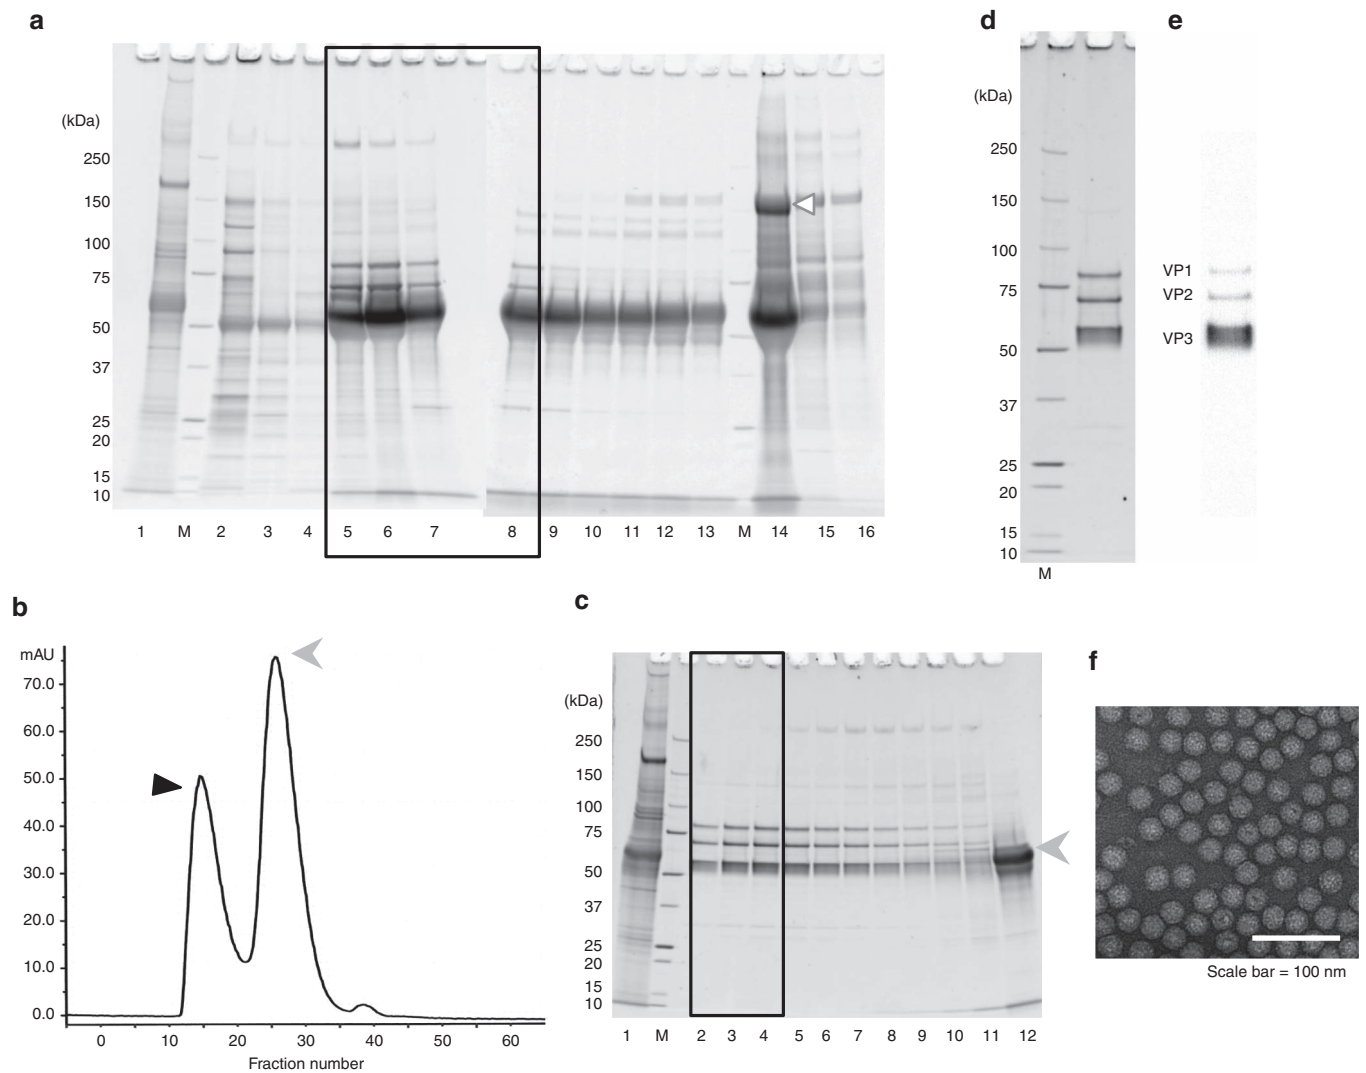 a
(kDa)
250
150
100
75
50
37
25
20
15
10
1 M 2 3 4 5 6 7 8 9 10 11 12 13 M 14 15 16
d
(kDa)
250
150
100
75
50
37
25
20
15
10
M
e
VP1
VP2
VP3
b
mAU
70.0
60.0
50.0
40.0
30.0
20.0
10.0
0.0
0 10 20 30 40 50 60
Fraction number
c
(kDa)
250
150
100
75
50
37
25
20
15
10
1 M 2 3 4 5 6 7 8 9 10 11 12
f
Scale bar = 100 nm